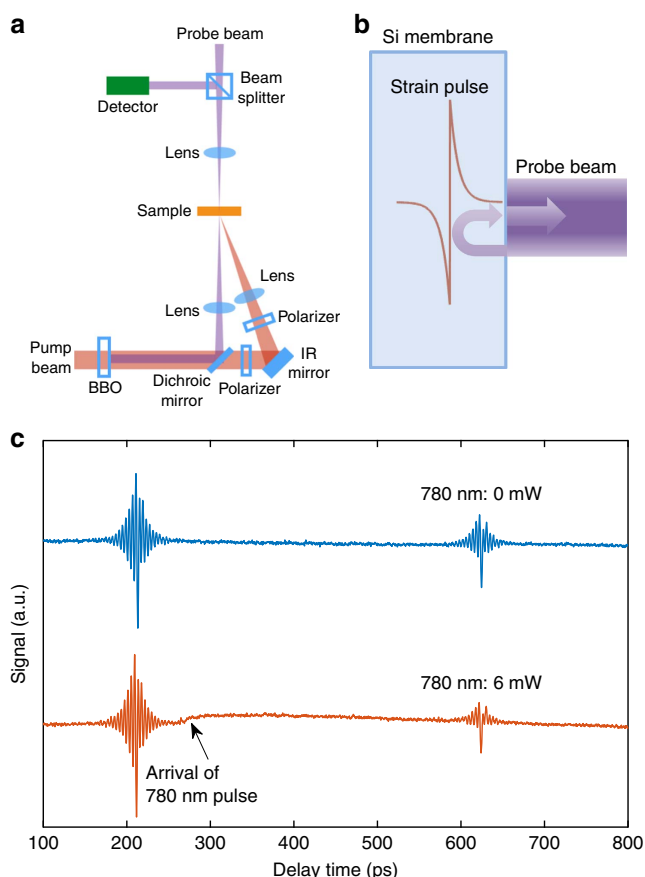 a
Probe beam
Beam
splitter
Detector
Lens
Sample
Lens
Lens
Polarizer
Pump
beam
IR
mirror
BBO
Dichroic
mirror
Polarizer
b
Si membrane
Strain pulse
Probe beam
c
780 nm: 0 mW
780 nm: 6 mW
Arrival of
780 nm pulse
Signal (a.u.)
100 200 300 400 500 600 700 800
Delay time (ps)